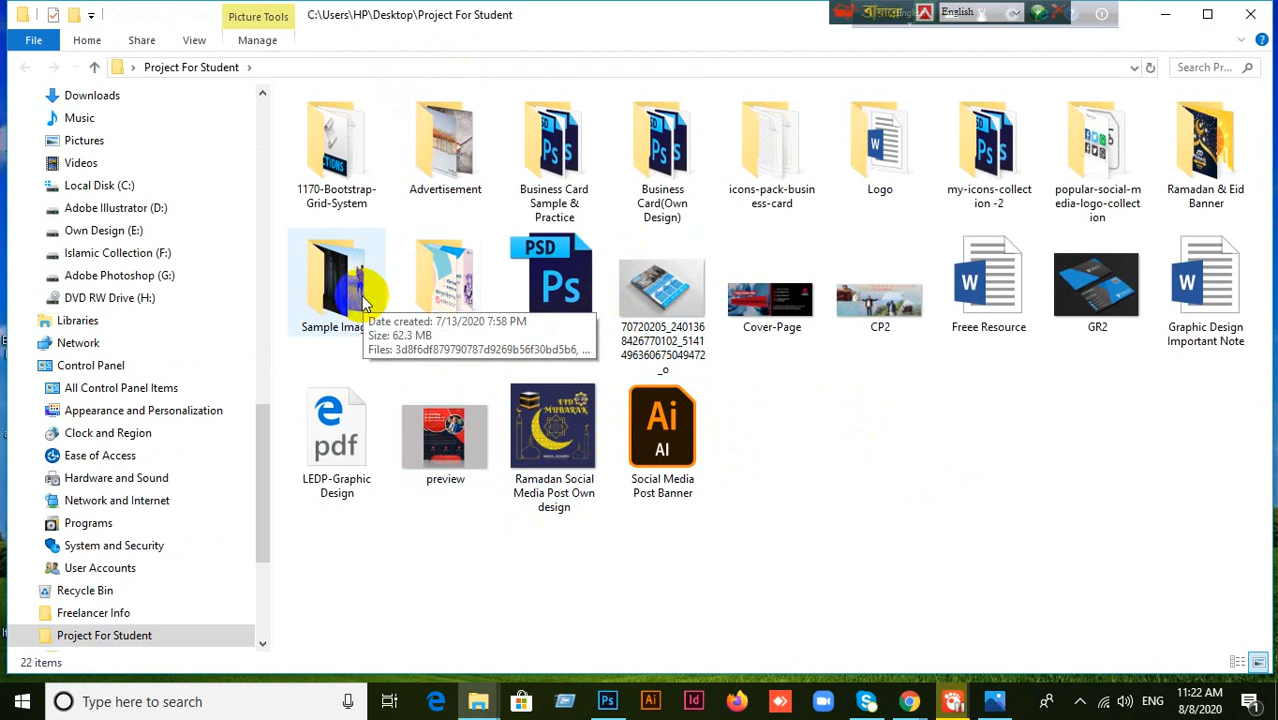 Picture Tools
C:\Users\HP\Desktop\Project For Student
বায়ান্নো
English
File
Home
Share
View
Manage
Project For Student
Search Pr...
Downloads
Music
Pictures
Videos
Local Disk (C:)
Adobe Illustrator (D:)
Own Design (E:)
Islamic Collection (F:)
Adobe Photoshop (G:)
DVD RW Drive (H:)
Libraries
Network
Control Panel
All Control Panel Items
Appearance and Personalization
Clock and Region
Ease of Access
Hardware and Sound
Network and Internet
Programs
System and Security
User Accounts
Recycle Bin
Freelancer Info
Project For Student
1170-Bootstrap-
Grid-System
Advertisement
Business Card
Sample &
Practice
Business
Card(Own
Design)
icons-pack-busin
ess-card
Logo
my-icons-collect
ion -2
popular-social-m
edia-logo-collect
ion
Ramadan & Eid
Banner
Sample Imag
PSD
Ps
70720205_240136
8426770102_5141
496360675049472
_o
Cover-Page
CP2
Freee Resource
GR2
Graphic Design
Important Note
Date created: 7/13/2020 7:58 PM
Size: 62.3 MB
Files: 3d8f6df879790787d9269b56f30bd5b6, ...
pdf
LEDP-Graphic
Design
preview
EID
MUBARAK
Ramadan Social
Media Post Own
design
Ai
AI
Social Media
Post Banner
22 items
Type here to search
ENG
11:22 AM
8/8/2020